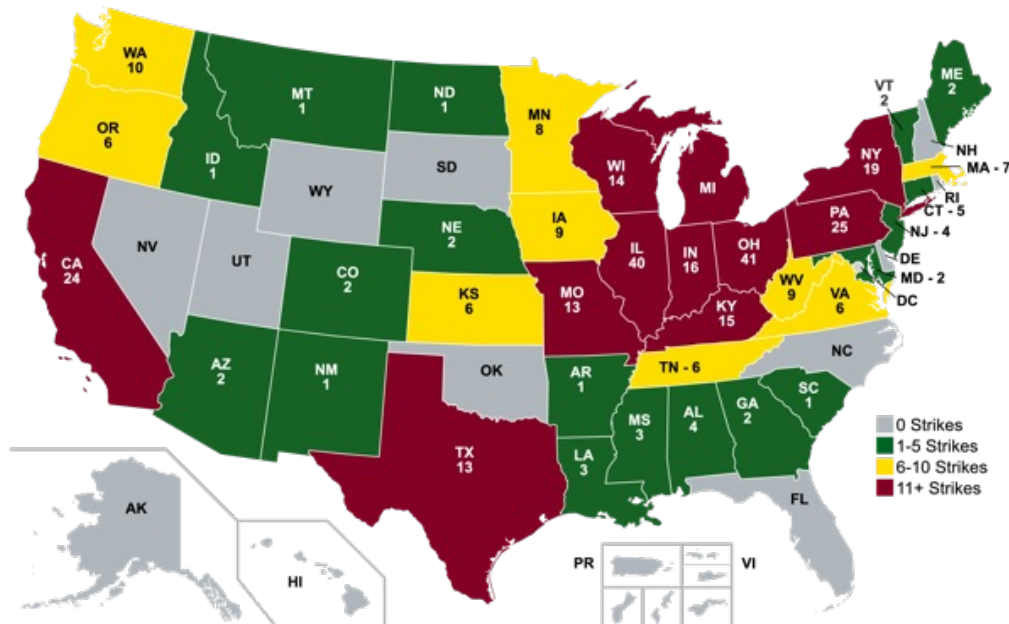 WA
10
OR
6
CA
24
NV
ID
1
MT
1
WY
UT
AZ
2
CO
2
NM
1
ND
1
SD
NE
2
KS
6
OK
TX
13
MN
8
IA
9
MO
13
AR
1
LA
3
WI
14
IL
40
MI
IN
16
OH
41
KY
15
TN - 6
MS
3
AL
4
GA
2
SC
1
NC
FL
WV
9
VA
6
PA
25
NY
19
VT
2
ME
2
NH
MA - 7
RI
CT - 5
NJ - 4
DE
MD - 2
DC
AK
HI
PR
VI
0 Strikes
1-5 Strikes
6-10 Strikes
11+ Strikes